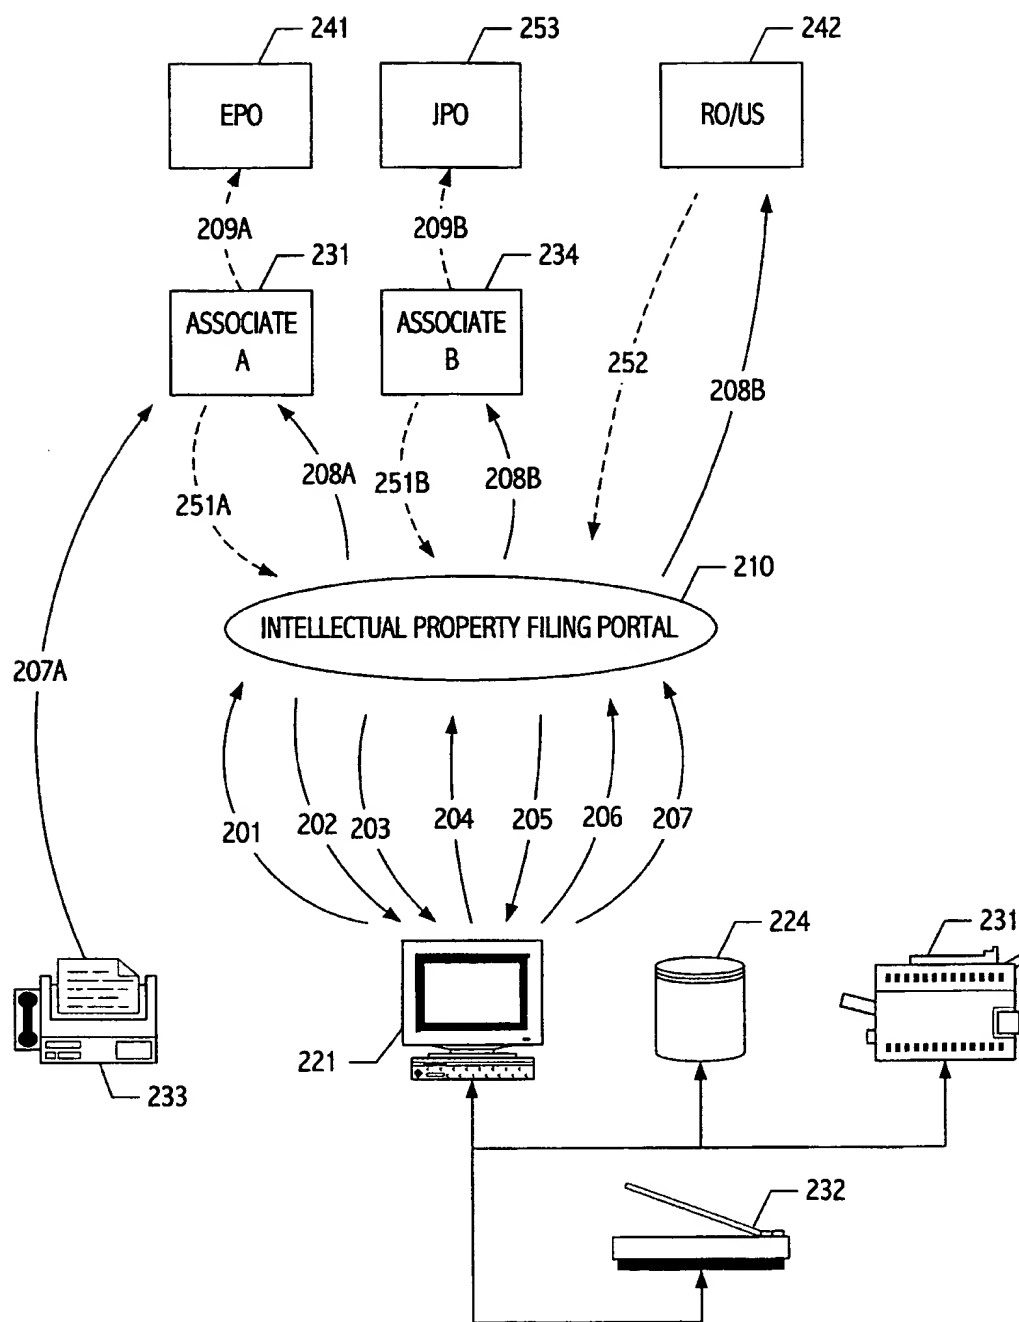 241
253
242
EPO
JPO
RO/US
209A
209B
231
234
ASSOCIATE
A
ASSOCIATE
B
252
208B
208A
251A
251B
208B
210
INTELLECTUAL PROPERTY FILING PORTAL
207A
201
202
203
204
205
206
207
224
231
221
233
232